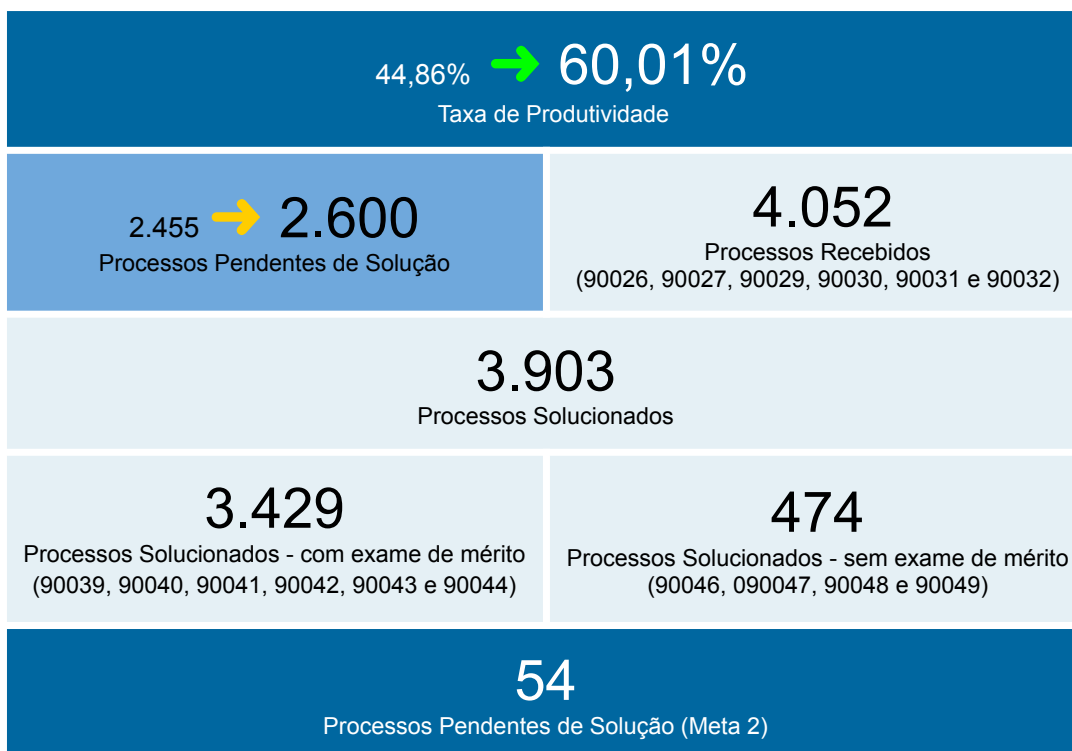 44,86% ➜ 60,01%
Taxa de Produtividade
2.455 ➜ 2.600
Processos Pendentes de Solução
4.052
Processos Recebidos
(90026, 90027, 90029, 90030, 90031 e 90032)
3.903
Processos Solucionados
3.429
Processos Solucionados - com exame de mérito
(90039, 90040, 90041, 90042, 90043 e 90044)
474
Processos Solucionados - sem exame de mérito
(90046, 090047, 90048 e 90049)
54
Processos Pendentes de Solução (Meta 2)